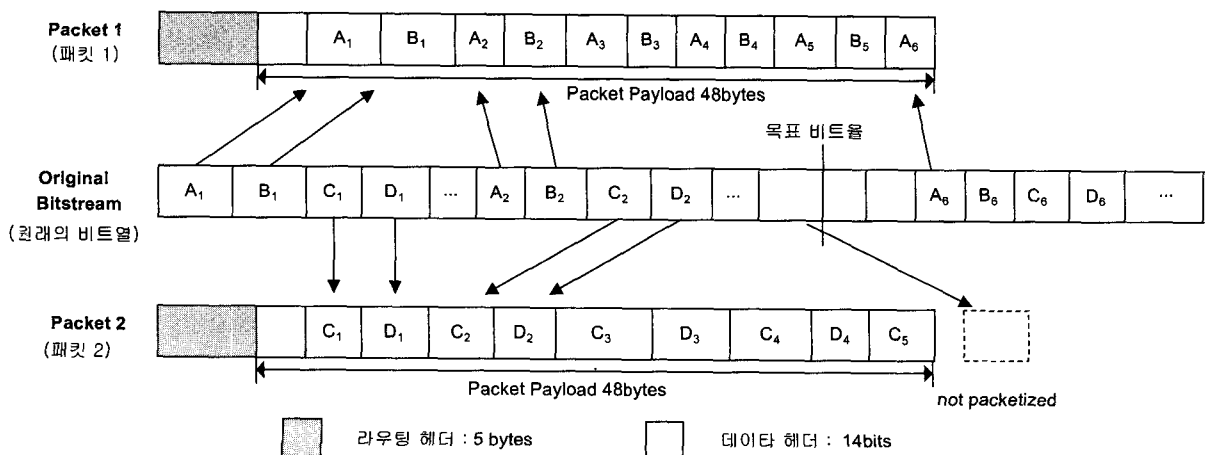 Packet 1
(패킷 1)
A₁ B₁ A₂ B₂ A₃ B₃ A₄ B₄ A₅ B₅ A₆
Packet Payload 48bytes
목표 비트율
Original
Bitstream
(원래의 비트열)
A₁ B₁ C₁ D₁ ... A₂ B₂ C₂ D₂ ... A₆ B₆ C₆ D₆ ...
Packet 2
(패킷 2)
C₁ D₁ C₂ D₂ C₃ D₃ C₄ D₄ C₅
Packet Payload 48bytes
not packetized
라우팅 헤더 : 5 bytes
데이타 헤더 : 14bits